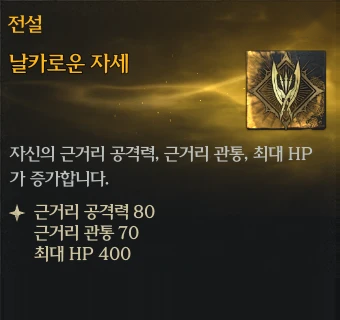 전설
날카로운 자세
자신의 근거리 공격력, 근거리 관통, 최대 HP
가 증가합니다.
근거리 공격력 80
근거리 관통 70
최대 HP 400